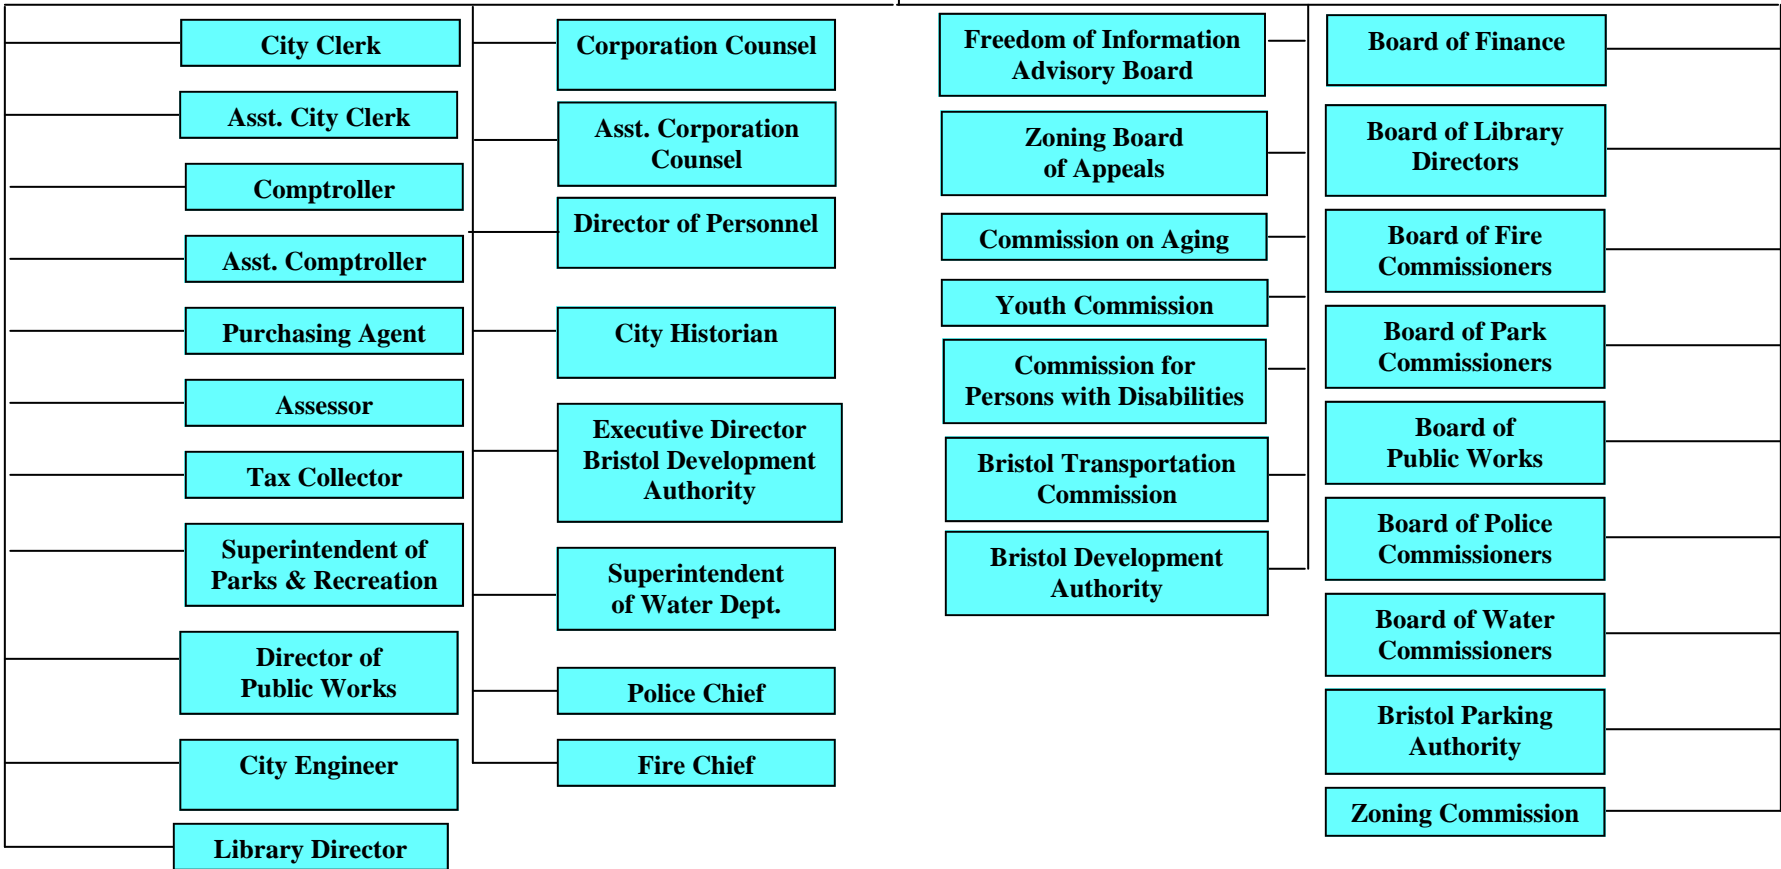 City Clerk
Asst. City Clerk
Comptroller
Asst. Comptroller
Purchasing Agent
Assessor
Tax Collector
Superintendent of
Parks & Recreation
Director of
Public Works
City Engineer
Library Director
Corporation Counsel
Asst. Corporation
Counsel
Director of Personnel
City Historian
Executive Director
Bristol Development
Authority
Superintendent
of Water Dept.
Police Chief
Fire Chief
Freedom of Information
Advisory Board
Zoning Board
of Appeals
Commission on Aging
Youth Commission
Commission for
Persons with Disabilities
Bristol Transportation
Commission
Bristol Development
Authority
Board of Finance
Board of Library
Directors
Board of Fire
Commissioners
Board of Park
Commissioners
Board of
Public Works
Board of Police
Commissioners
Board of Water
Commissioners
Bristol Parking
Authority
Zoning Commission